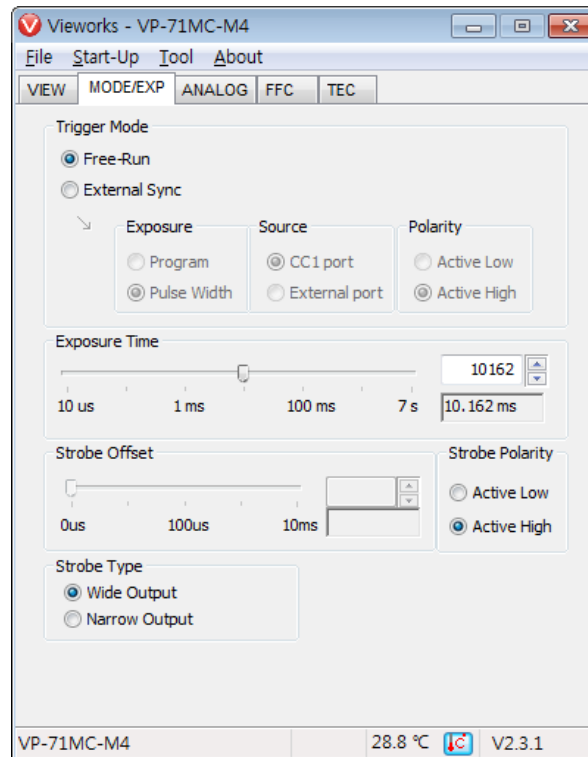 Vieworks - VP-71MC-M4
File Start-Up Tool About
VIEW MODE/EXP ANALOG FFC TEC
Trigger Mode
Free-Run
External Sync
Exposure Source Polarity
Program CC1 port Active Low
Pulse Width External port Active High
Exposure Time
10162
10 us 1 ms 100 ms 7 s 10.162 ms
Strobe Offset Strobe Polarity
Active Low
0us 100us 10ms Active High
Strobe Type
Wide Output
Narrow Output
VP-71MC-M4 28.8 ℃ C V2.3.1